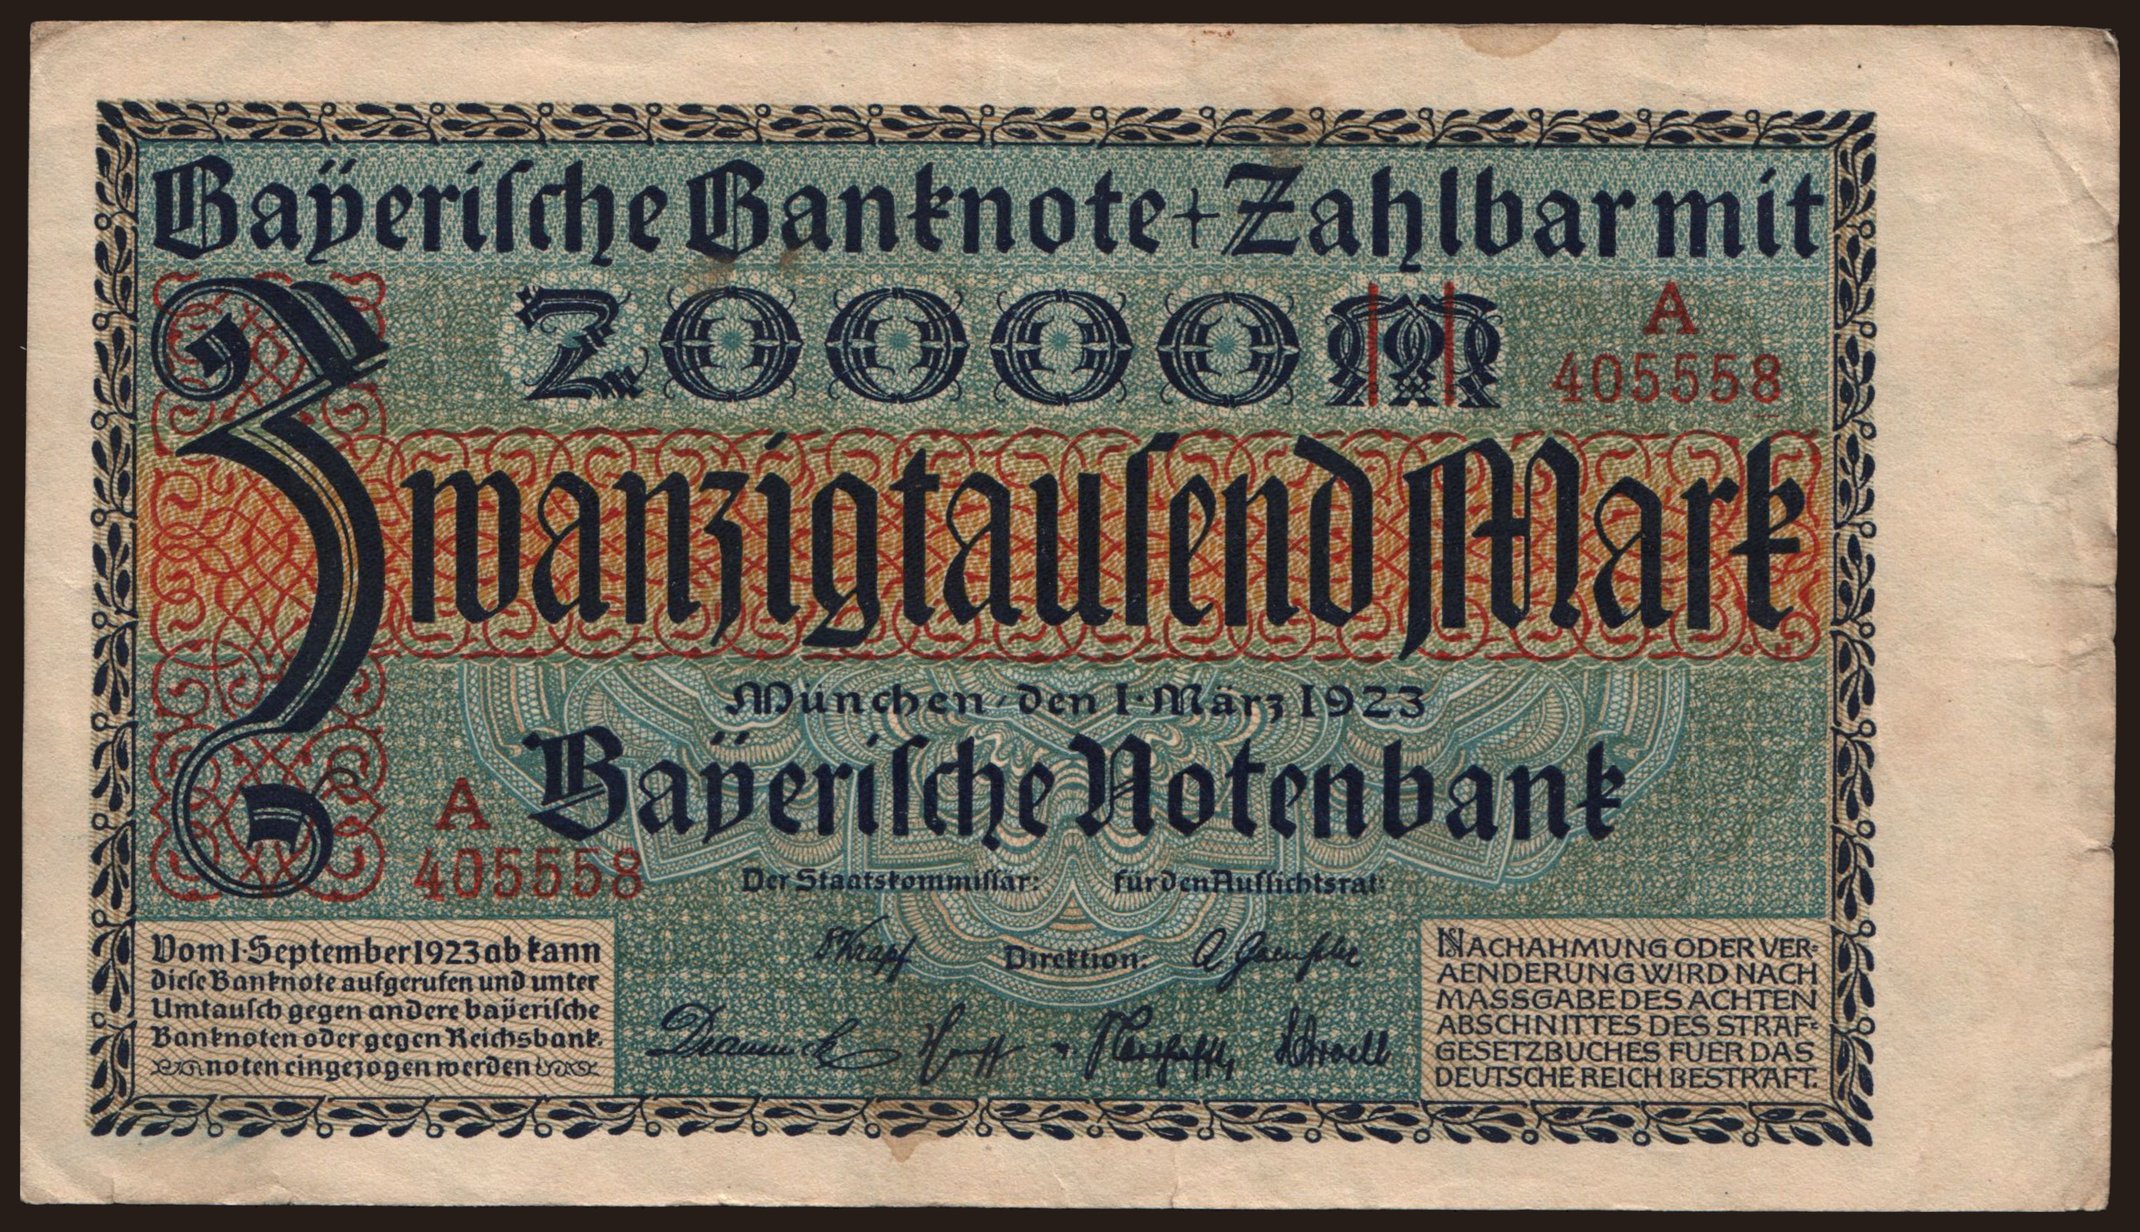 Bayerische Banknote + Zahlbar mit
20000 M
A
405558
Zwanzigtausend Mark
München, den 1. März 1923
Bayerische Notenbank
A
405558
Der Staatskommissar: für den Aufsichtsrat:
Direktion:
Vom 1. September 1923 ab kann
diese Banknote aufgerufen und unter
Umtausch gegen andere bayerische
Banknoten oder gegen Reichsbank-
noten eingezogen werden
NACHAHMUNG ODER VER-
AENDERUNG WIRD NACH
MASSGABE DES ACHTEN
ABSCHNITTES DES STRAF-
GESETZBUCHES FUER DAS
DEUTSCHE REICH BESTRAFT.